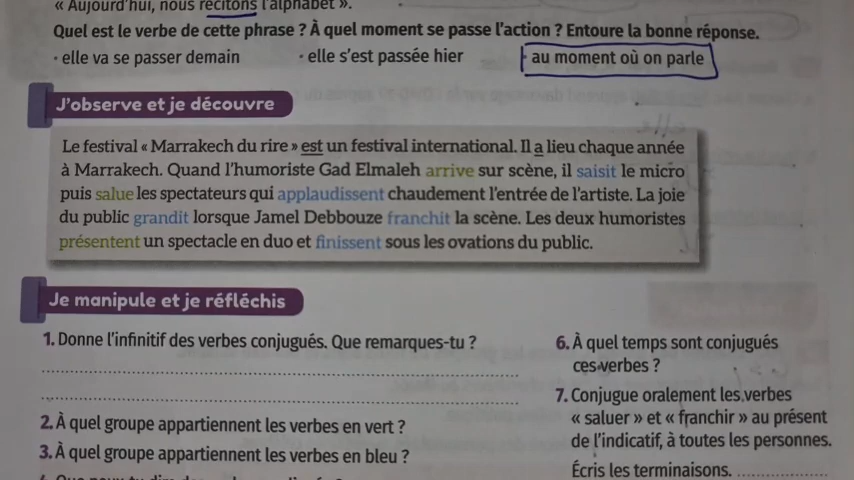 « Aujourd'hui, nous récitons l'alphabet ».
Quel est le verbe de cette phrase ? À quel moment se passe l'action ? Entoure la bonne réponse.
· elle va se passer demain · elle s'est passée hier · au moment où on parle
J'observe et je découvre
Le festival « Marrakech du rire » est un festival international. Il a lieu chaque année
à Marrakech. Quand l'humoriste Gad Elmaleh arrive sur scène, il saisit le micro
puis salue les spectateurs qui applaudissent chaudement l'entrée de l'artiste. La joie
du public grandit lorsque Jamel Debbouze franchit la scène. Les deux humoristes
présentent un spectacle en duo et finissent sous les ovations du public.
Je manipule et je réfléchis
1. Donne l'infinitif des verbes conjugués. Que remarques-tu ?
2. À quel groupe appartiennent les verbes en vert ?
3. À quel groupe appartiennent les verbes en bleu ?
6. À quel temps sont conjugués
ces verbes ?
7. Conjugue oralement les verbes
« saluer » et « franchir » au présent
de l'indicatif, à toutes les personnes.
Écris les terminaisons.